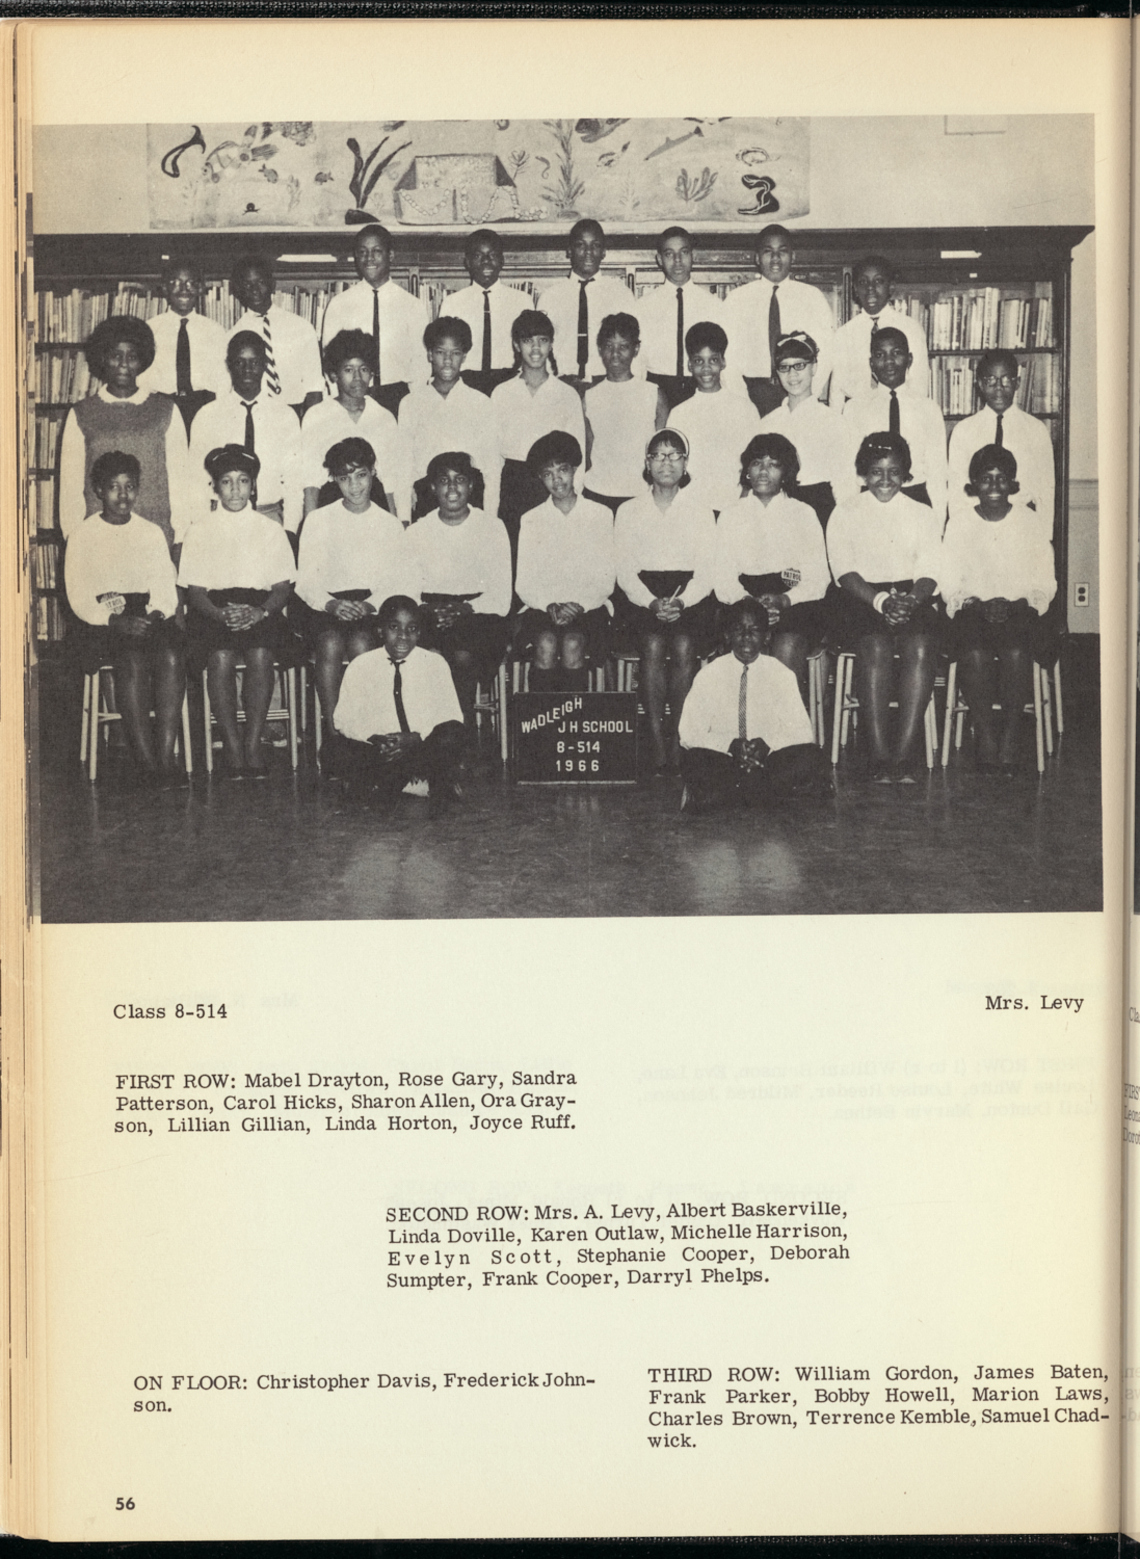 WADLEIGH
J H SCHOOL
8-514
1966
PATROL
Class 8-514
Mrs. Levy
FIRST ROW: Mabel Drayton, Rose Gary, Sandra
Patterson, Carol Hicks, Sharon Allen, Ora Gray-
son, Lillian Gillian, Linda Horton, Joyce Ruff.
SECOND ROW: Mrs. A. Levy, Albert Baskerville,
Linda Doville, Karen Outlaw, Michelle Harrison,
Evelyn Scott, Stephanie Cooper, Deborah
Sumpter, Frank Cooper, Darryl Phelps.
ON FLOOR: Christopher Davis, Frederick John-
son.
THIRD ROW: William Gordon, James Baten,
Frank Parker, Bobby Howell, Marion Laws,
Charles Brown, Terrence Kemble, Samuel Chad-
wick.
56